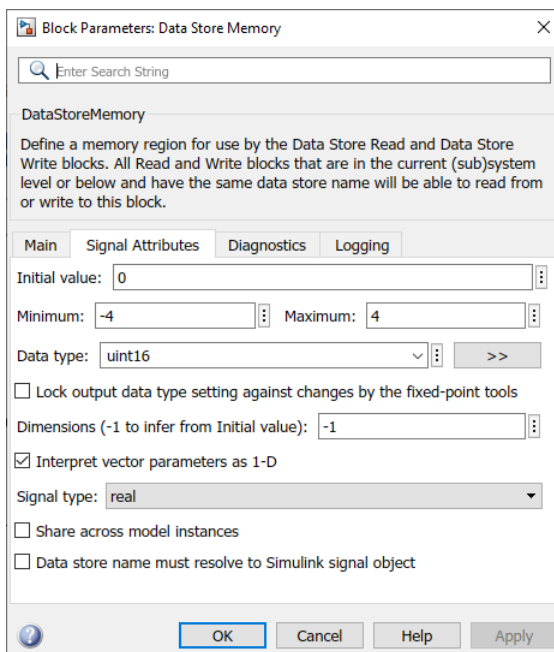 Block Parameters: Data Store Memory
Enter Search String
DataStoreMemory
Define a memory region for use by the Data Store Read and Data Store
Write blocks. All Read and Write blocks that are in the current (sub)system
level or below and have the same data store name will be able to read from
or write to this block.
Main Signal Attributes Diagnostics Logging
Initial value: 0
Minimum: -4 Maximum: 4
Data type: uint16 >>
Lock output data type setting against changes by the fixed-point tools
Dimensions (-1 to infer from Initial value): -1
Interpret vector parameters as 1-D
Signal type: real
Share across model instances
Data store name must resolve to Simulink signal object
OK Cancel Help Apply